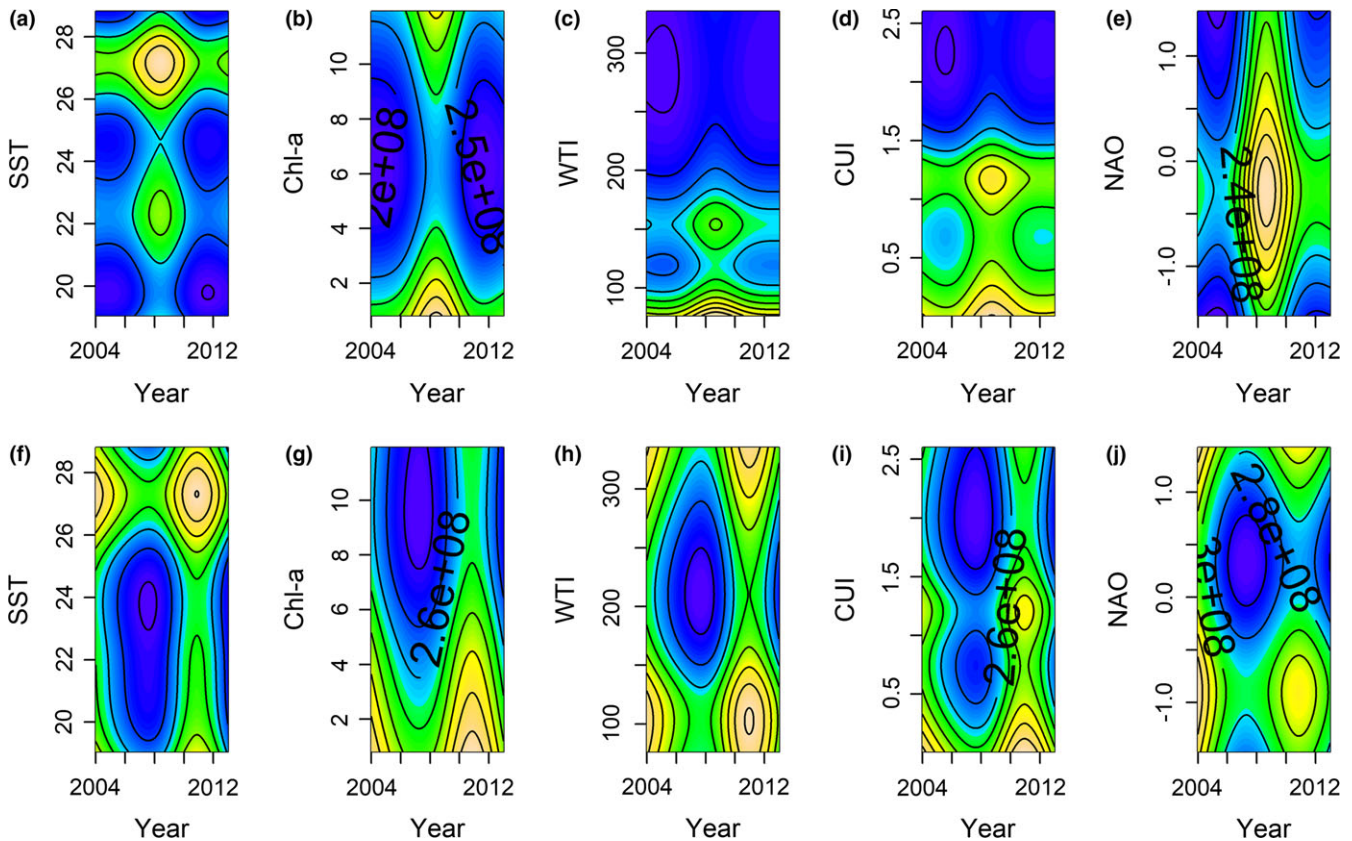 (a) (b) (c) (d) (e)
SST 20 22 24 26 28
Chl-a 2 4 6 8 10
WTI 100 200 300
CUI 0.5 1.5 2.5
NAO -1.0 0.0 1.0
2e+08 2.5e+08 2.4e+08
2004 2012 2004 2012 2004 2012 2004 2012 2004 2012
Year Year Year Year Year
(f) (g) (h) (i) (j)
SST 20 22 24 26 28
Chl-a 2 4 6 8 10
WTI 100 200 300
CUI 0.5 1.5 2.5
NAO -1.0 0.0 1.0
2.6e+08 2.6e+08 3e+08 2.8e+08
2004 2012 2004 2012 2004 2012 2004 2012 2004 2012
Year Year Year Year Year